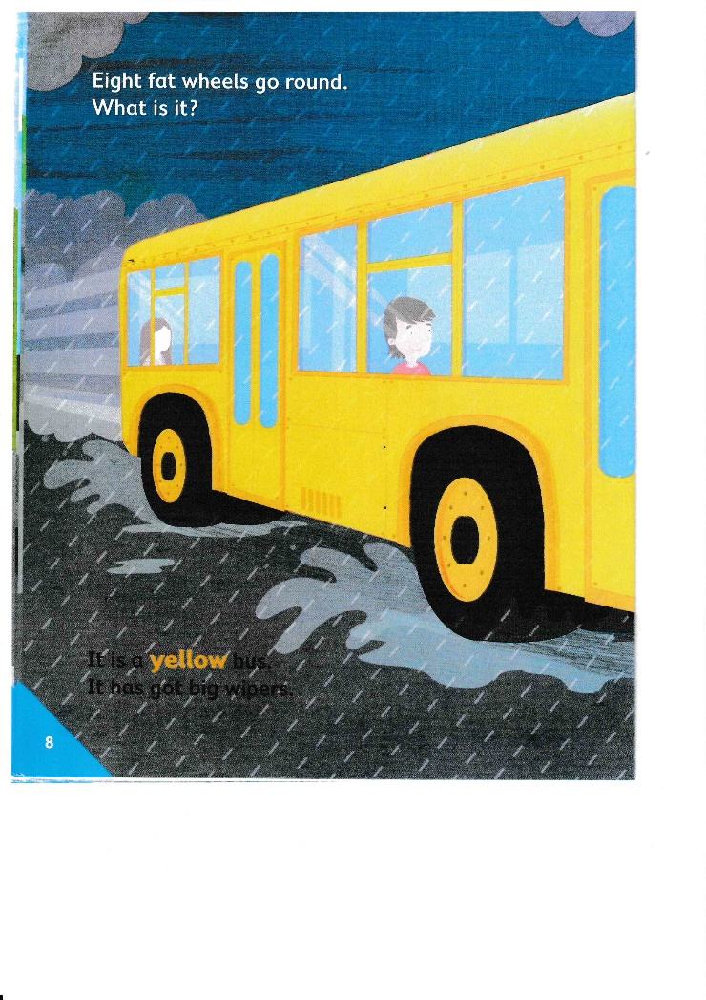 Eight fat wheels go round.
What is it?
It is a yellow bus.
It has got big wipers.
8